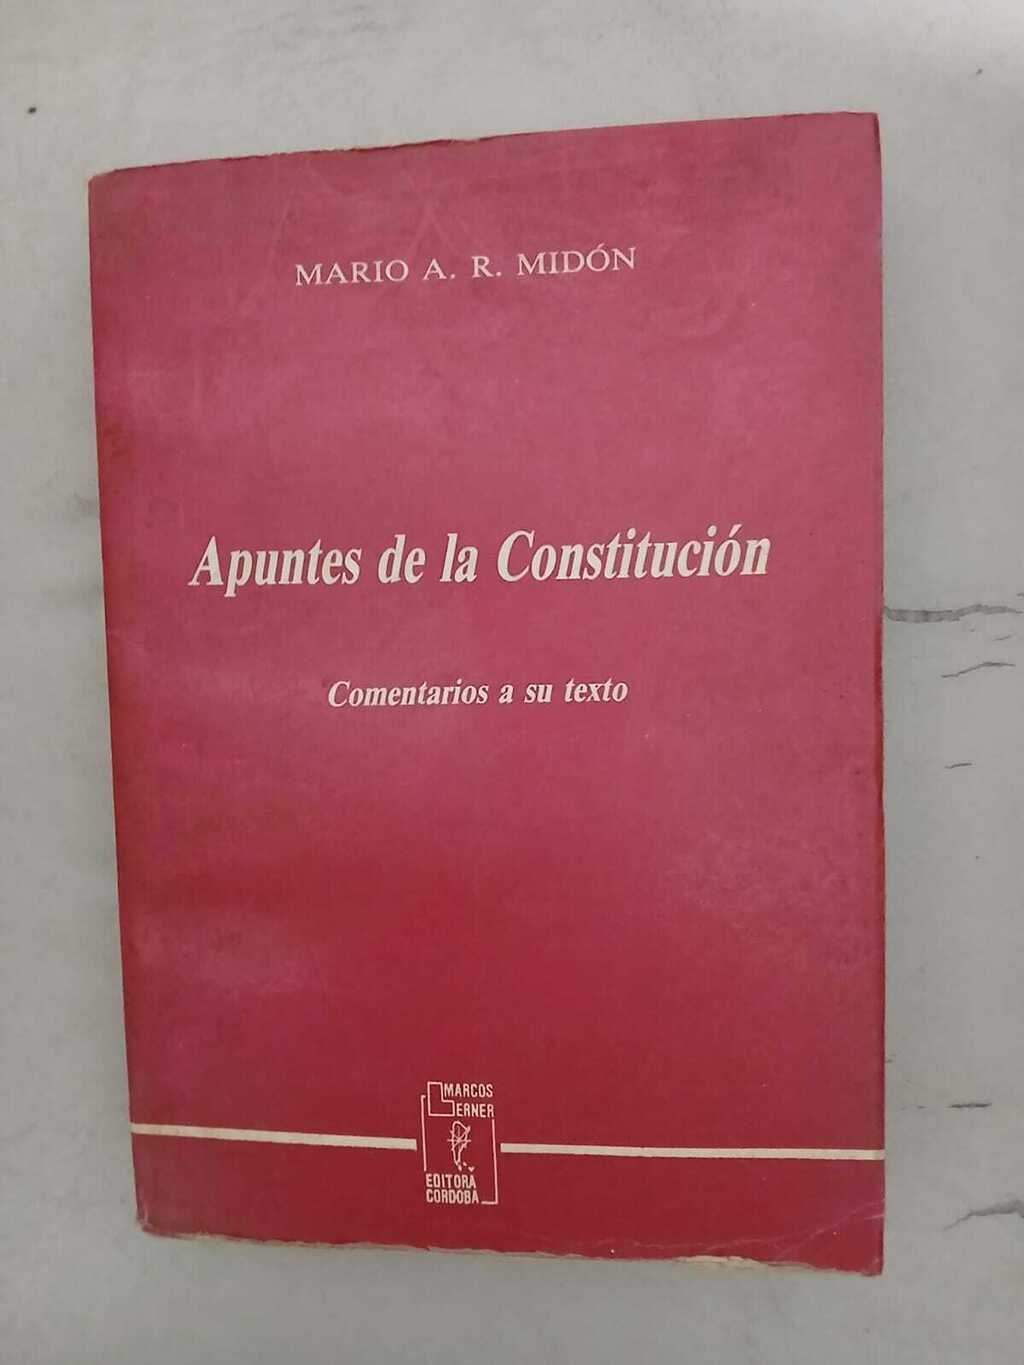 MARIO A. R. MIDÓN
Apuntes de la Constitución
Comentarios a su texto
MARCOS
LERNER
EDITORA
CORDOBA